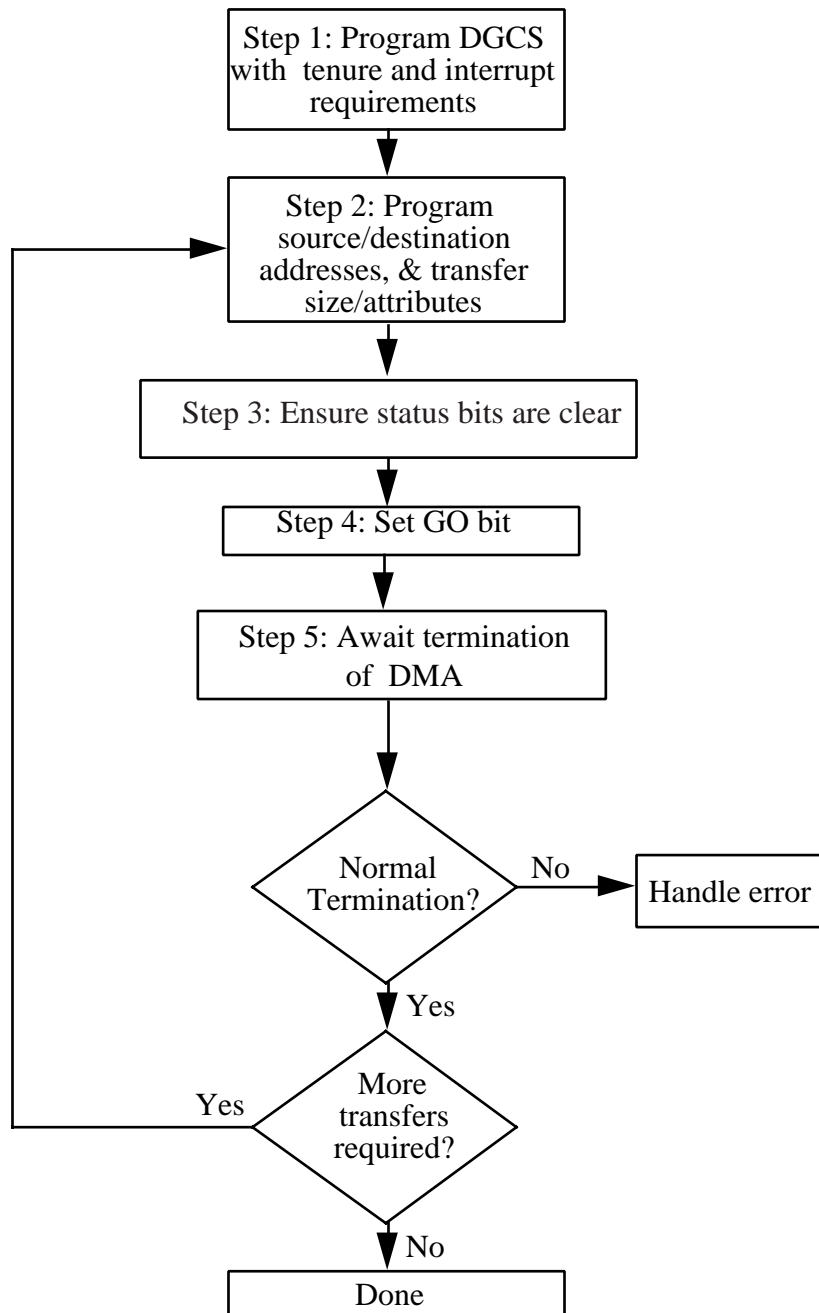 Step 1: Program DGCS
with tenure and interrupt
requirements
Step 2: Program
source/destination
addresses, & transfer
size/attributes
Step 3: Ensure status bits are clear
Step 4: Set GO bit
Step 5: Await termination
of DMA
Normal
Termination?
No
Handle error
Yes
More
transfers
required?
Yes
No
Done